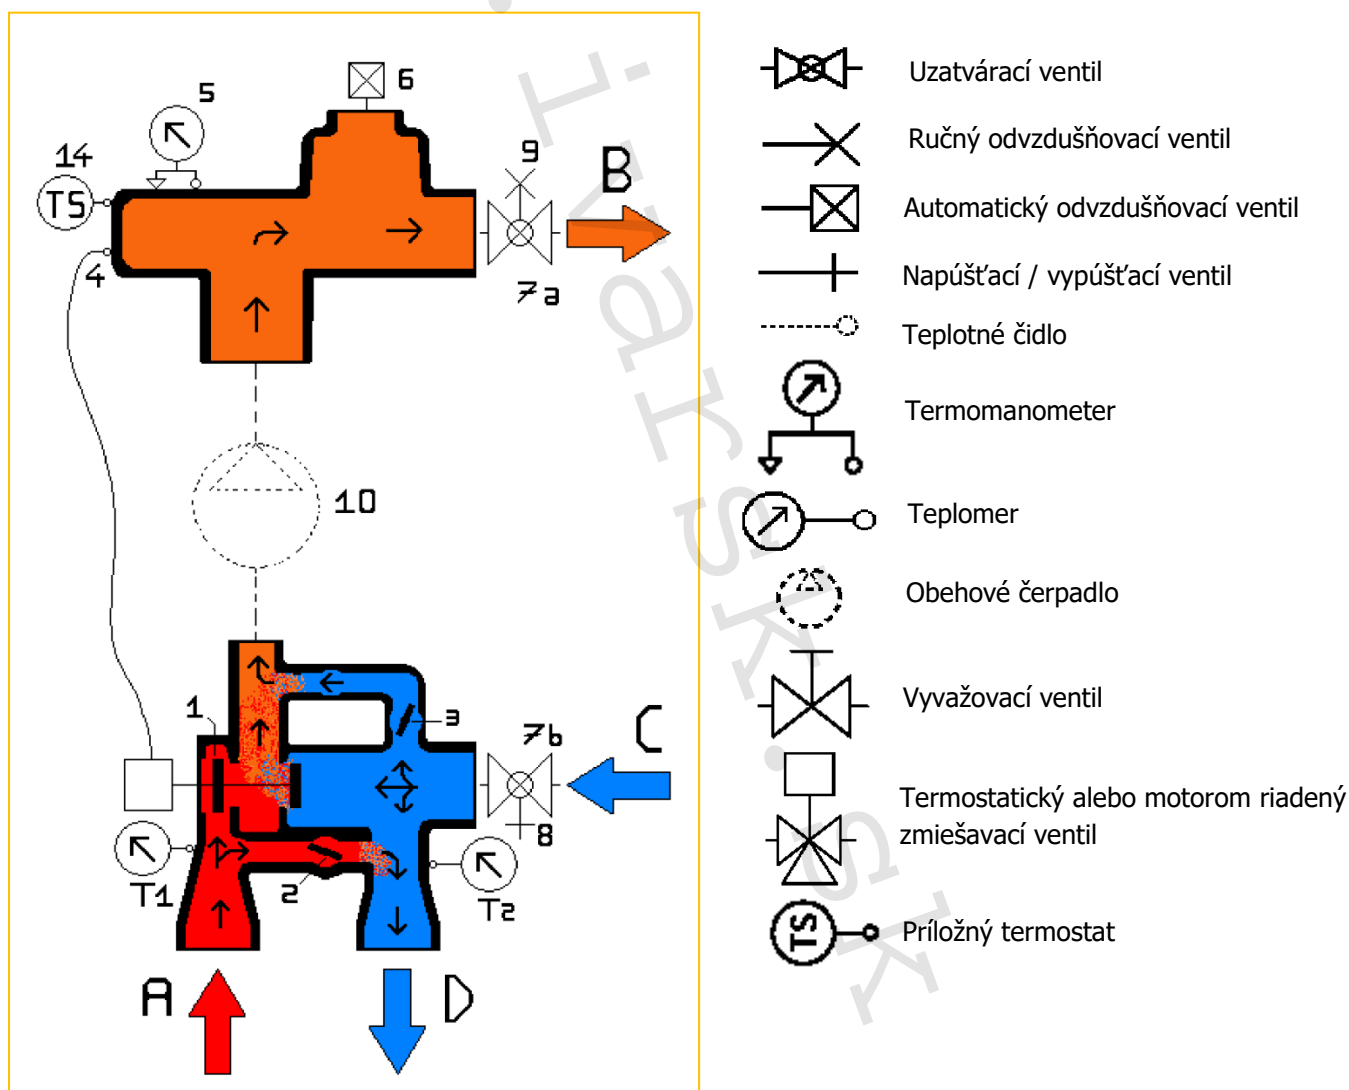 6
5
14
TS
4
9
B
7a
10
1
3
7b
C
8
T1
2
T2
A
D
Uzatvárací ventil
Ručný odvzdušňovací ventil
Automatický odvzdušňovací ventil
Napúšťací / vypúšťací ventil
Teplotné čidlo
Termomanometer
Teplomer
Obehové čerpadlo
Vyvažovací ventil
Termostatický alebo motorom riadený
zmiešavací ventil
TS
Príložný termostat
ivarsk.sk